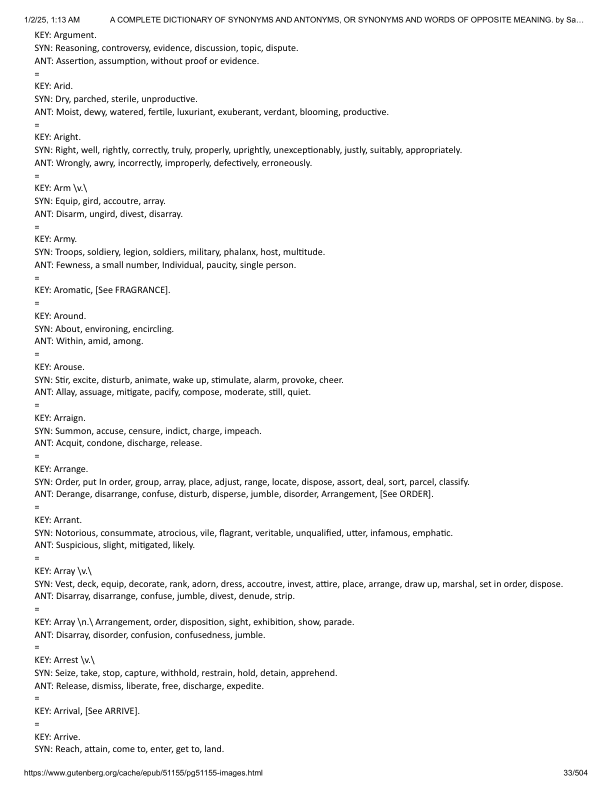 1/2/25, 1:13 AM A COMPLETE DICTIONARY OF SYNONYMS AND ANTONYMS, OR SYNONYMS AND WORDS OF OPPOSITE MEANING. by Sa…
KEY: Argument.
SYN: Reasoning, controversy, evidence, discussion, topic, dispute.
ANT: Assertion, assumption, without proof or evidence.
=
KEY: Arid.
SYN: Dry, parched, sterile, unproductive.
ANT: Moist, dewy, watered, fertile, luxuriant, exuberant, verdant, blooming, productive.
=
KEY: Aright.
SYN: Right, well, rightly, correctly, truly, properly, uprightly, unexceptionably, justly, suitably, appropriately.
ANT: Wrongly, awry, incorrectly, improperly, defectively, erroneously.
=
KEY: Arm \v.\
SYN: Equip, gird, accoutre, array.
ANT: Disarm, ungird, divest, disarray.
=
KEY: Army.
SYN: Troops, soldiery, legion, soldiers, military, phalanx, host, multitude.
ANT: Fewness, a small number, Individual, paucity, single person.
=
KEY: Aromatic, [See FRAGRANCE].
=
KEY: Around.
SYN: About, environing, encircling.
ANT: Within, amid, among.
=
KEY: Arouse.
SYN: Stir, excite, disturb, animate, wake up, stimulate, alarm, provoke, cheer.
ANT: Allay, assuage, mitigate, pacify, compose, moderate, still, quiet.
=
KEY: Arraign.
SYN: Summon, accuse, censure, indict, charge, impeach.
ANT: Acquit, condone, discharge, release.
=
KEY: Arrange.
SYN: Order, put In order, group, array, place, adjust, range, locate, dispose, assort, deal, sort, parcel, classify.
ANT: Derange, disarrange, confuse, disturb, disperse, jumble, disorder, Arrangement, [See ORDER].
=
KEY: Arrant.
SYN: Notorious, consummate, atrocious, vile, flagrant, veritable, unqualified, utter, infamous, emphatic.
ANT: Suspicious, slight, mitigated, likely.
=
KEY: Array \v.\
SYN: Vest, deck, equip, decorate, rank, adorn, dress, accoutre, invest, attire, place, arrange, draw up, marshal, set in order, dispose.
ANT: Disarray, disarrange, confuse, jumble, divest, denude, strip.
=
KEY: Array \n.\ Arrangement, order, disposition, sight, exhibition, show, parade.
ANT: Disarray, disorder, confusion, confusedness, jumble.
=
KEY: Arrest \v.\
SYN: Seize, take, stop, capture, withhold, restrain, hold, detain, apprehend.
ANT: Release, dismiss, liberate, free, discharge, expedite.
=
KEY: Arrival, [See ARRIVE].
=
KEY: Arrive.
SYN: Reach, attain, come to, enter, get to, land.
https://www.gutenberg.org/cache/epub/51155/pg51155-images.html 33/504